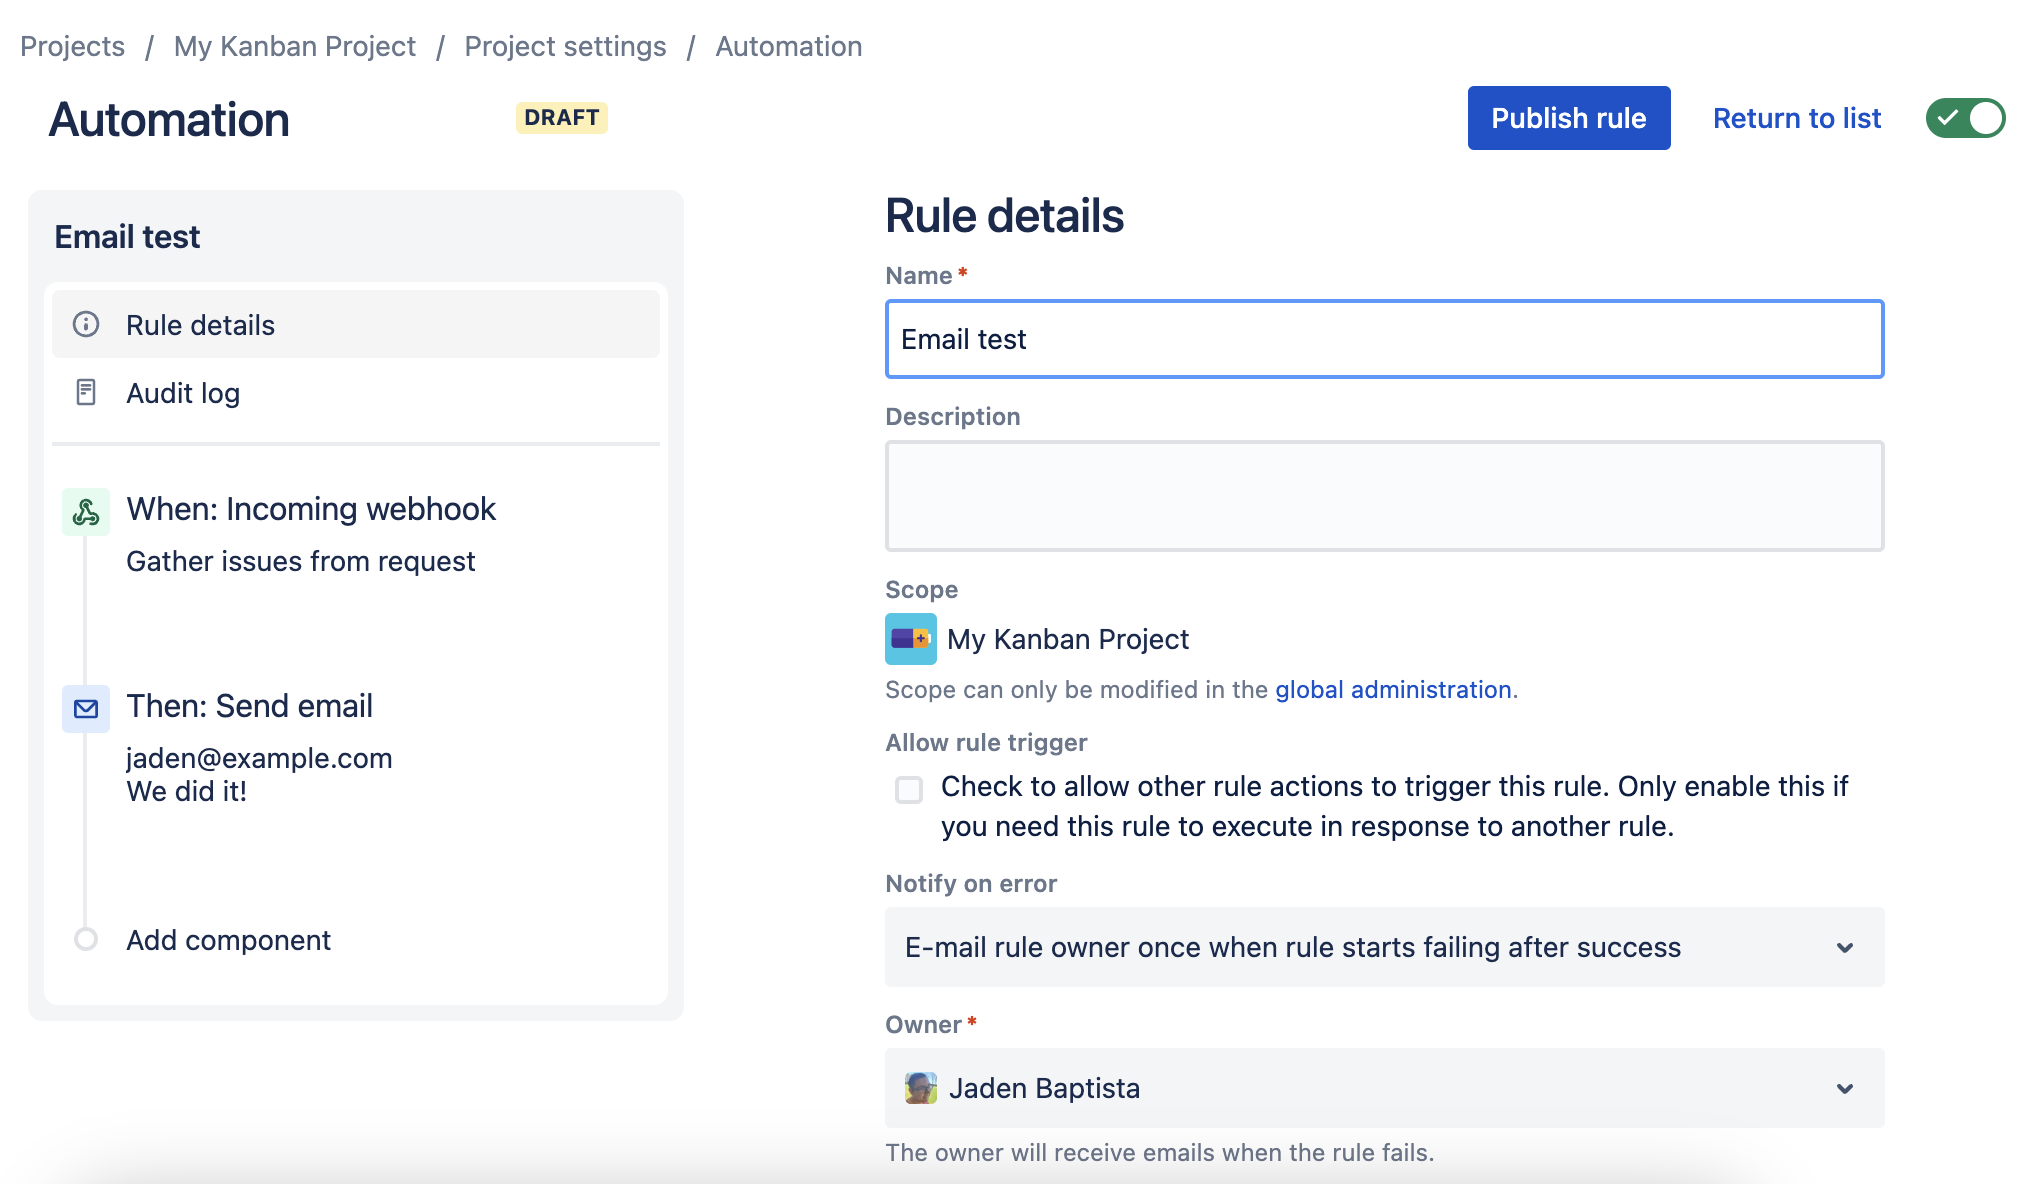 Projects / My Kanban Project / Project settings / Automation
Automation DRAFT Publish rule Return to list
Email test
Rule details
Audit log
When: Incoming webhook
Gather issues from request
Then: Send email
jaden@example.com
We did it!
Add component
Rule details
Name *
Email test
Description
Scope
My Kanban Project
Scope can only be modified in the global administration.
Allow rule trigger
Check to allow other rule actions to trigger this rule. Only enable this if
you need this rule to execute in response to another rule.
Notify on error
E-mail rule owner once when rule starts failing after success
Owner *
Jaden Baptista
The owner will receive emails when the rule fails.